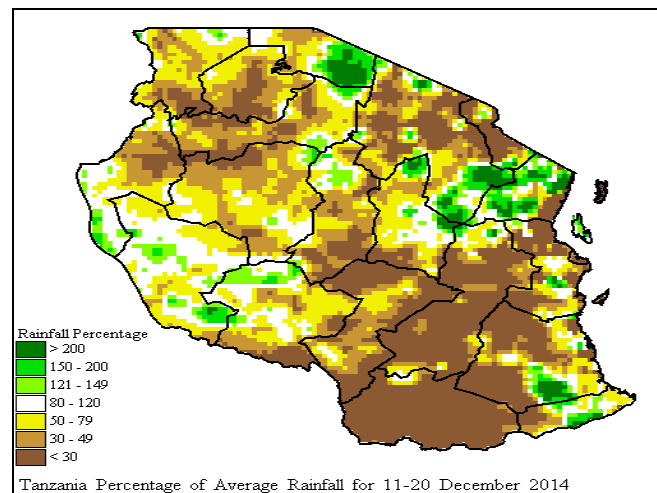 Rainfall Percentage
> 200
150 - 200
121 - 149
80 - 120
50 - 79
30 - 49
< 30
Tanzania Percentage of Average Rainfall for 11-20 December 2014